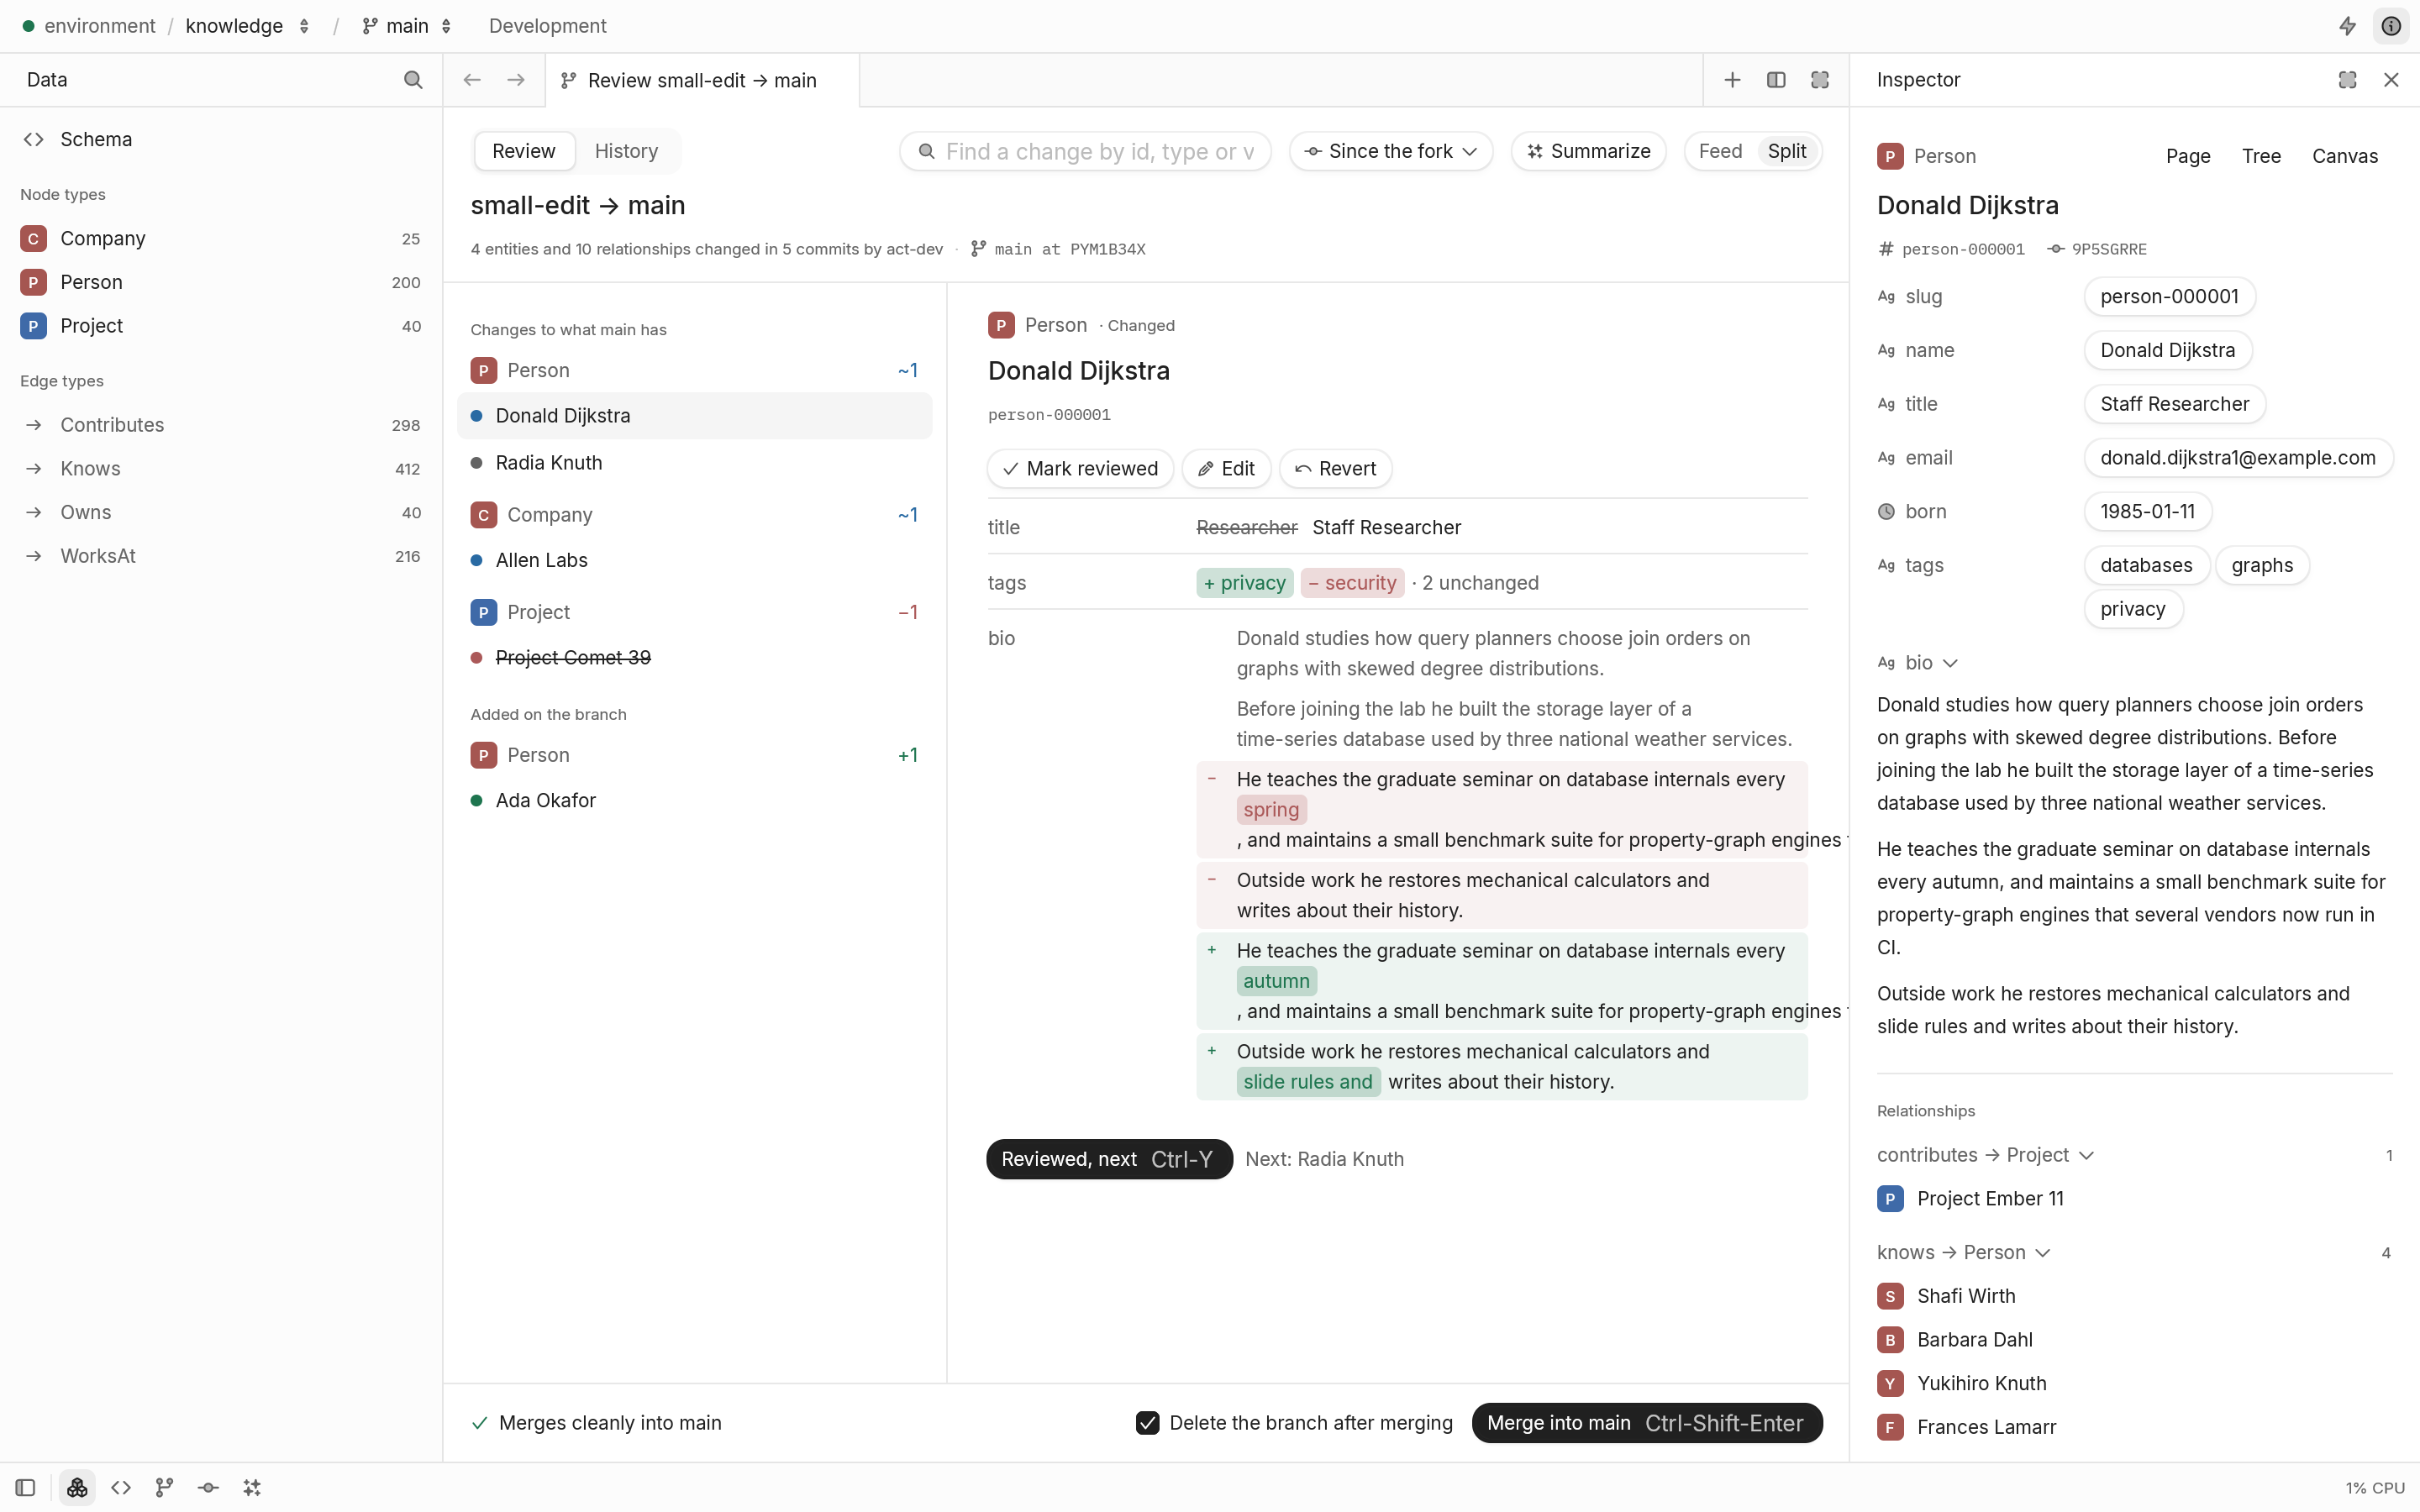 environment / knowledge / main Development
Data
Schema
Node types
C Company 25
P Person 200
P Project 40
Edge types
Contributes 298
Knows 412
Owns 40
WorksAt 216
Review small-edit → main
Review History
Find a change by id, type or v
Since the fork
Summarize
Feed Split
small-edit → main
4 entities and 10 relationships changed in 5 commits by act-dev · main at PYM1B34X
Changes to what main has
P Person ~1
Donald Dijkstra
Radia Knuth
C Company ~1
Allen Labs
P Project −1
Project Comet 39
Added on the branch
P Person +1
Ada Okafor
P Person · Changed
Donald Dijkstra
person-000001
Mark reviewed Edit Revert
title Researcher Staff Researcher
tags + privacy − security · 2 unchanged
bio Donald studies how query planners choose join orders on
graphs with skewed degree distributions.
Before joining the lab he built the storage layer of a
time-series database used by three national weather services.
− He teaches the graduate seminar on database internals every
spring
, and maintains a small benchmark suite for property-graph engines
− Outside work he restores mechanical calculators and
writes about their history.
+ He teaches the graduate seminar on database internals every
autumn
, and maintains a small benchmark suite for property-graph engines
+ Outside work he restores mechanical calculators and
slide rules and writes about their history.
Reviewed, next Ctrl-Y Next: Radia Knuth
Merges cleanly into main
Delete the branch after merging
Merge into main Ctrl-Shift-Enter
Inspector
P Person Page Tree Canvas
Donald Dijkstra
# person-000001 9P5SGRRE
Ag slug person-000001
Ag name Donald Dijkstra
Ag title Staff Researcher
Ag email donald.dijkstra1@example.com
born 1985-01-11
Ag tags databases graphs
privacy
Ag bio
Donald studies how query planners choose join orders
on graphs with skewed degree distributions. Before
joining the lab he built the storage layer of a time-series
database used by three national weather services.
He teaches the graduate seminar on database internals
every autumn, and maintains a small benchmark suite for
property-graph engines that several vendors now run in
CI.
Outside work he restores mechanical calculators and
slide rules and writes about their history.
Relationships
contributes → Project 1
P Project Ember 11
knows → Person 4
S Shafi Wirth
B Barbara Dahl
Y Yukihiro Knuth
F Frances Lamarr
1% CPU